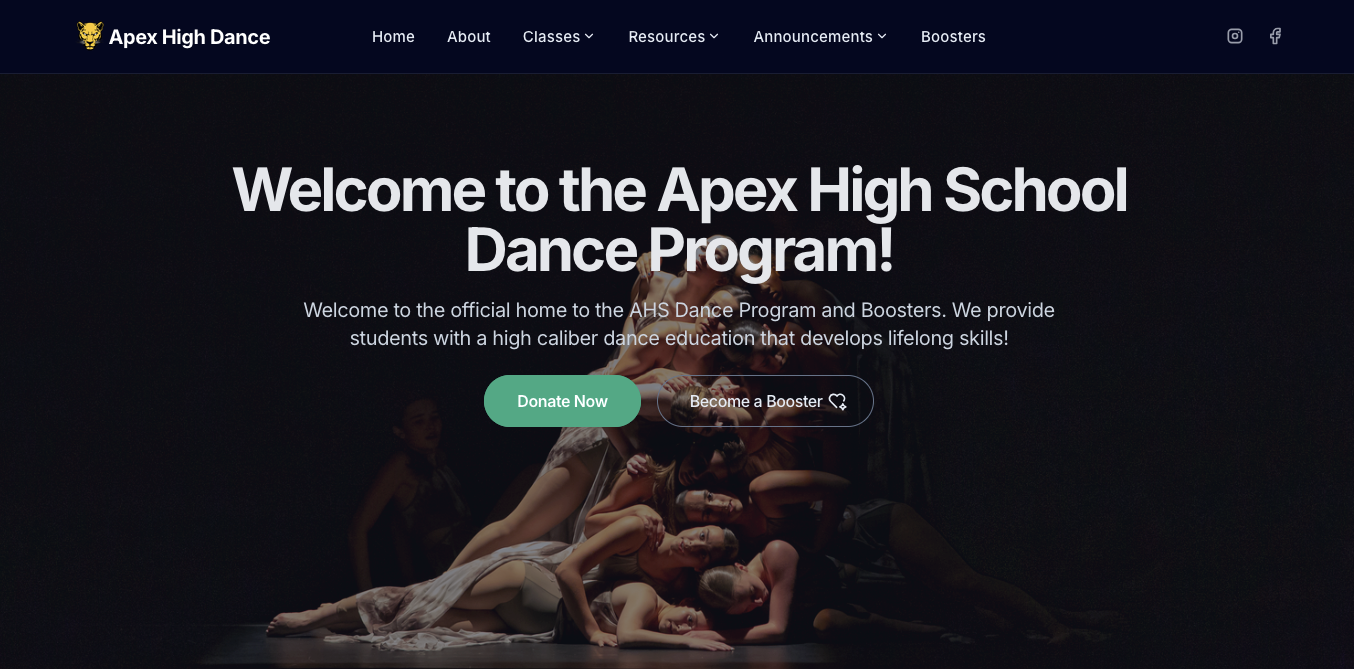 Apex High Dance
Home
About
Classes
Resources
Announcements
Boosters
Welcome to the Apex High School
Dance Program!
Welcome to the official home to the AHS Dance Program and Boosters. We provide
students with a high caliber dance education that develops lifelong skills!
Donate Now
Become a Booster